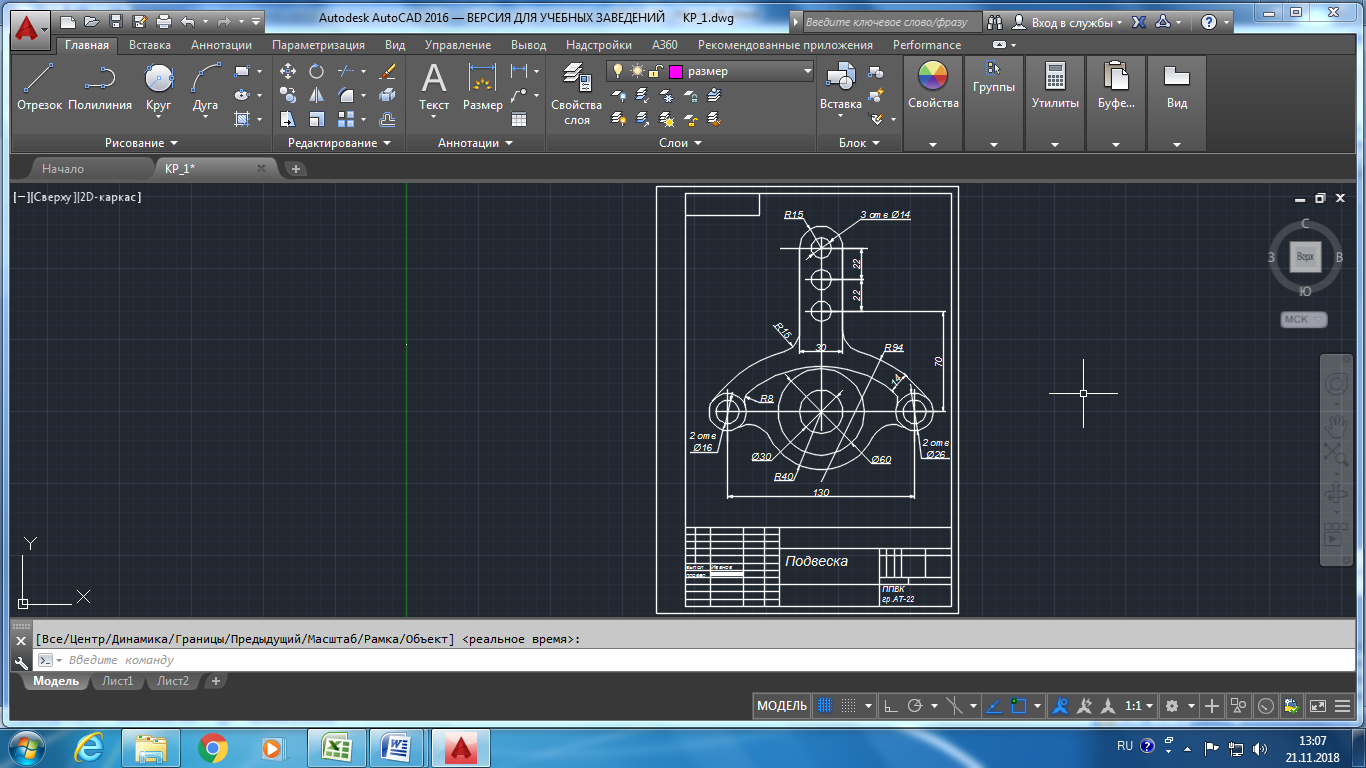 Autodesk AutoCAD 2016 — ВЕРСИЯ ДЛЯ УЧЕБНЫХ ЗАВЕДЕНИЙ KP_1.dwg
Введите ключевое слово/фразу
Вход в службы
Главная Вставка Аннотации Параметризация Вид Управление Вывод Надстройки A360 Рекомендованные приложения Performance
Отрезок Полилиния Круг Дуга
Текст Размер
Свойства слоя
размер
Вставка
Свойства
Группы
Утилиты
Буфе...
Вид
Рисование Редактирование Аннотации Слои Блок
Начало KP_1*
[−][Сверху][2D-каркас]
С
З Верх В
Ю
МСК
R15 3 отв Ø14
22
22
R15
30
R94
70
14
R8
2 отв
Ø16
2 отв
Ø26
Ø30
Ø60
R40
130
Подвеска
выпол Иванов
ППВК
гр.АТ-22
Y
X
[Все/Центр/Динамика/Границы/Предыдущий/Масштаб/Рамка/Объект] <реальное время>:
Введите команду
Модель Лист1 Лист2
МОДЕЛЬ
1:1
RU
13:07
21.11.2018